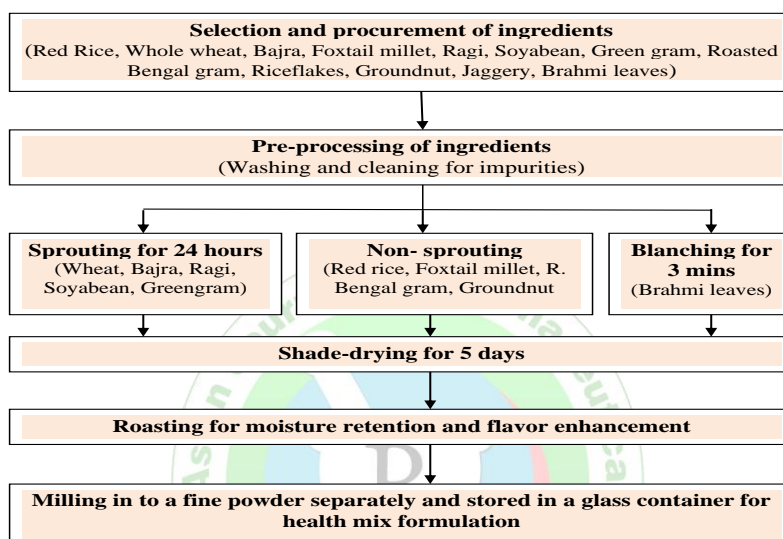 Selection and procurement of ingredients
(Red Rice, Whole wheat, Bajra, Foxtail millet, Ragi, Soyabean, Green gram, Roasted
Bengal gram, Riceflakes, Groundnut, Jaggery, Brahmi leaves)
Pre-processing of ingredients
(Washing and cleaning for impurities)
Sprouting for 24 hours
(Wheat, Bajra, Ragi,
Soyabean, Greengram)
Non- sprouting
(Red rice, Foxtail millet, R.
Bengal gram, Groundnut
Blanching for
3 mins
(Brahmi leaves)
Shade-drying for 5 days
Roasting for moisture retention and flavor enhancement
Milling in to a fine powder separately and stored in a glass container for
health mix formulation